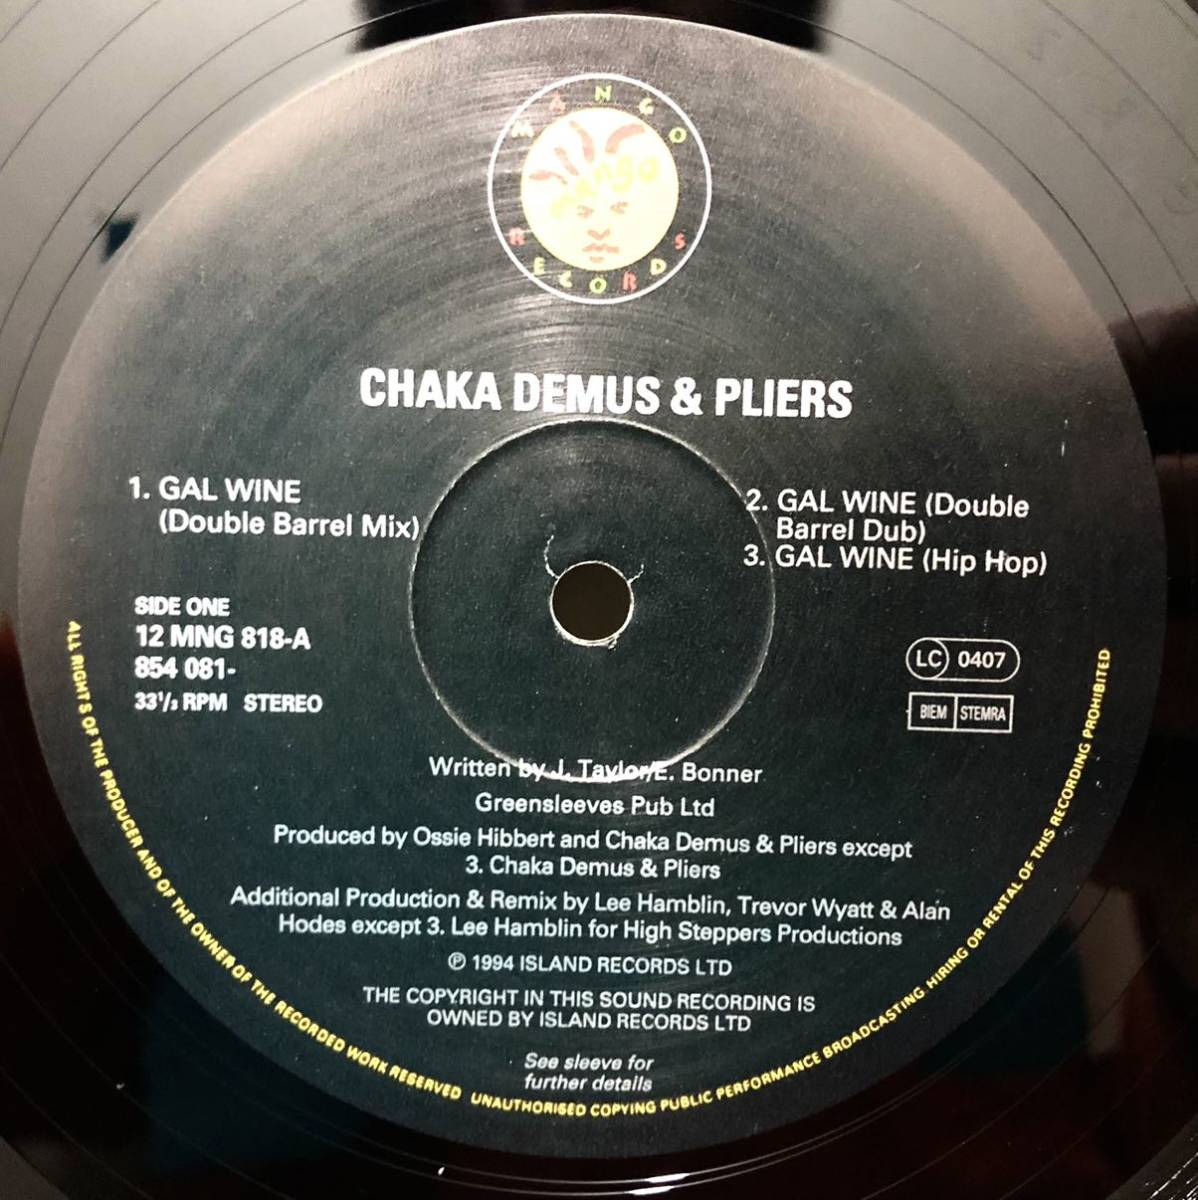 MANGO
RECORDS
mango
CHAKA DEMUS & PLIERS
1. GAL WINE
(Double Barrel Mix)
2. GAL WINE (Double
Barrel Dub)
3. GAL WINE (Hip Hop)
SIDE ONE
12 MNG 818-A
854 081-
33⅓ RPM STEREO
LC 0407
BIEM STEMRA
Written by J. Taylor/E. Bonner
Greensleeves Pub Ltd
Produced by Ossie Hibbert and Chaka Demus & Pliers except
3. Chaka Demus & Pliers
Additional Production & Remix by Lee Hamblin, Trevor Wyatt & Alan
Hodes except 3. Lee Hamblin for High Steppers Productions
℗ 1994 ISLAND RECORDS LTD
THE COPYRIGHT IN THIS SOUND RECORDING IS
OWNED BY ISLAND RECORDS LTD
See sleeve for
further details
ALL RIGHTS OF THE PRODUCER AND OF THE OWNER OF THE RECORDED WORK RESERVED UNAUTHORISED COPYING PUBLIC PERFORMANCE BROADCASTING HIRING OR RENTAL OF THIS RECORDING PROHIBITED